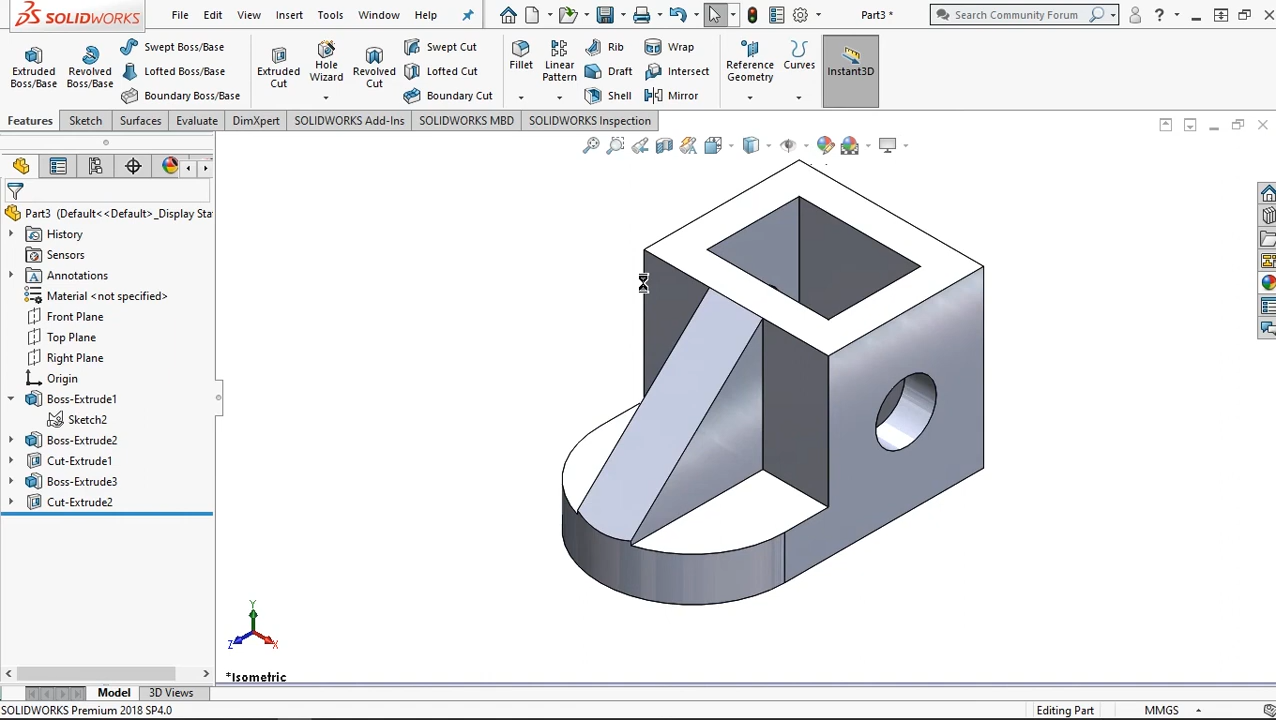 SOLIDWORKS File Edit View Insert Tools Window Help Part3 * Search Community Forum ?
Extruded Boss/Base
Revolved Boss/Base
Swept Boss/Base
Lofted Boss/Base
Boundary Boss/Base
Extruded Cut
Hole Wizard
Revolved Cut
Swept Cut
Lofted Cut
Boundary Cut
Fillet
Linear Pattern
Rib
Draft
Shell
Wrap
Intersect
Mirror
Reference Geometry
Curves
Instant3D
Features Sketch Surfaces Evaluate DimXpert SOLIDWORKS Add-Ins SOLIDWORKS MBD SOLIDWORKS Inspection
Part3 (Default<<Default>_Display Sta
History
Sensors
Annotations
Material <not specified>
Front Plane
Top Plane
Right Plane
Origin
Boss-Extrude1
Sketch2
Boss-Extrude2
Cut-Extrude1
Boss-Extrude3
Cut-Extrude2
Y
Z X
*Isometric
Model 3D Views
SOLIDWORKS Premium 2018 SP4.0 Editing Part MMGS